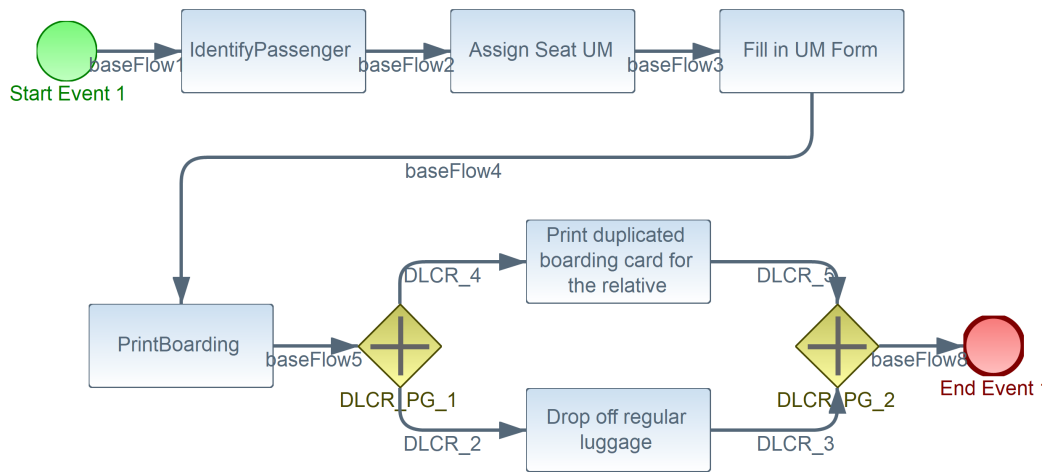 IdentifyPassenger
Assign Seat UM
Fill in UM Form
baseFlow1
baseFlow2
baseFlow3
Start Event 1
baseFlow4
Print duplicated
boarding card for
the relative
DLCR_4
DLCR_5
PrintBoarding
baseFlow5
baseFlow8
End Event 1
DLCR_PG_1
DLCR_PG_2
Drop off regular
luggage
DLCR_2
DLCR_3